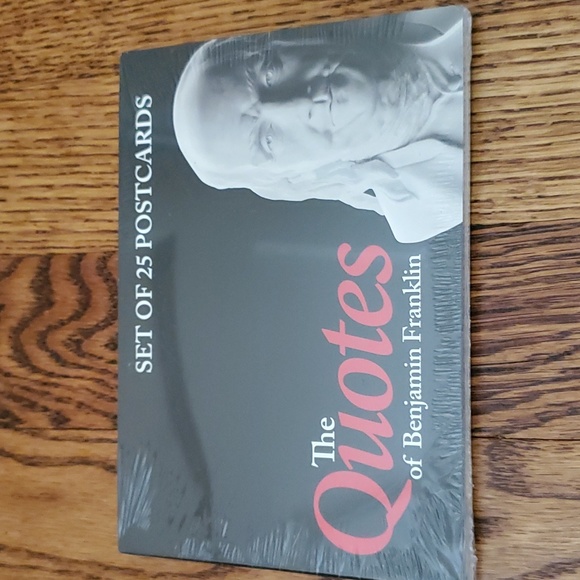 SET OF 25 POSTCARDS
The
Quotes
of Benjamin Franklin